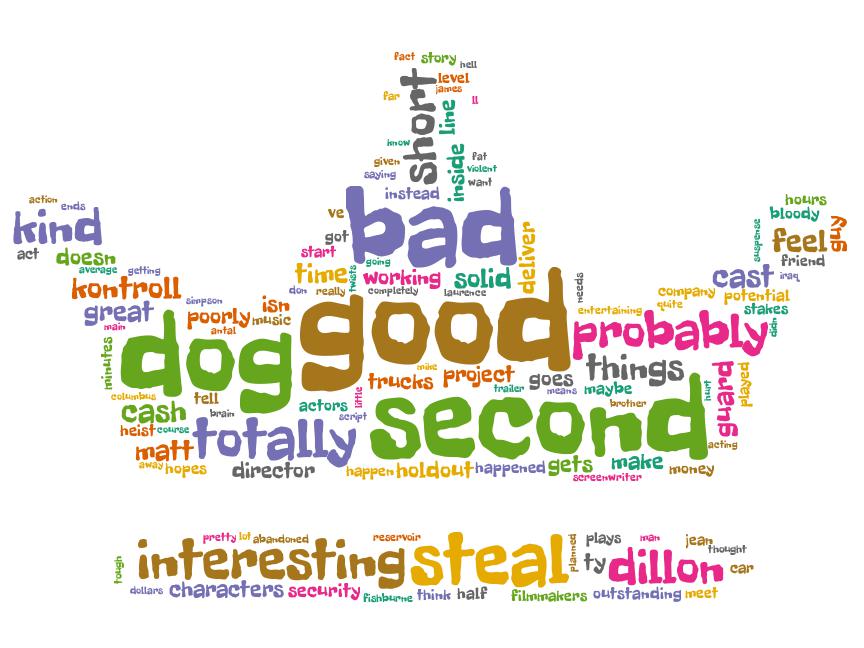 fact story hell
short level
james
far line ll
know
given inside fat
saying violent
instead want
action ends ve bad hours
kind got deliver bloody
act start going suspense feel guy
doesn time twists working solid friend
average getting don really completely laurence needs cast iraq
kontroll simpson isn good company potential
great poorly music entertaining quite stakes
main antal probably didn
minutes dog mike things
trucks project goes guard played
columbus tell little trailer means maybe hurt
cash brain actors second brother
heist course script acting
matt totally
away hopes director happen holdout happened gets make money
screenwriter
pretty lot abandoned reservoir planned plays man jean
tough interesting steal ty dillon thought
car
dollars characters security fishburne think half filmmakers outstanding meet